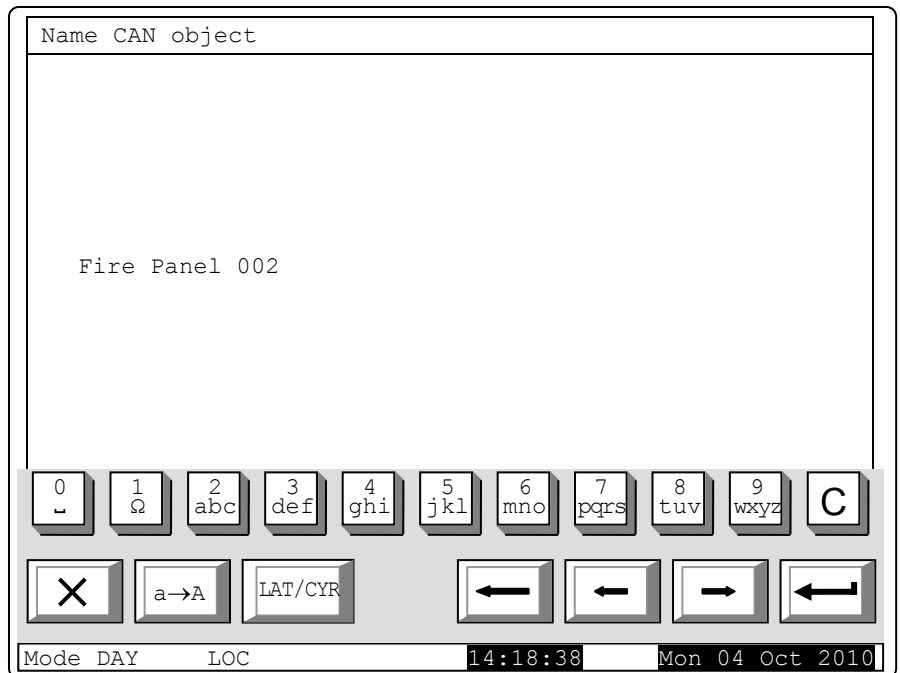 Name CAN object
Fire Panel 002
0 1 2 3 4 5 6 7 8 9 C
␣ Ω abc def ghi jkl mno pqrs tuv wxyz
X a→A LAT/CYR ← ← → ↵
Mode DAY LOC 14:18:38 Mon 04 Oct 2010